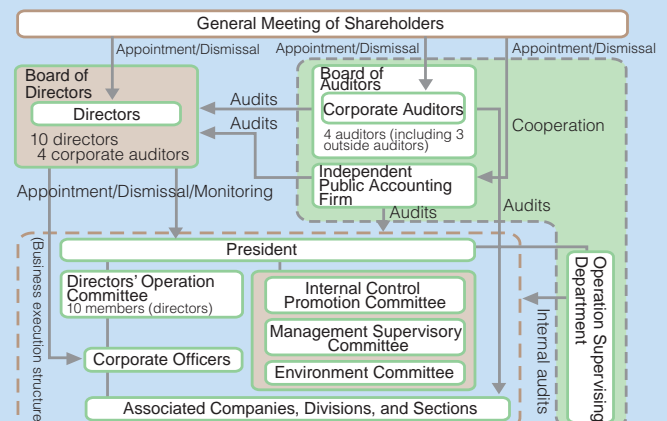 General Meeting of Shareholders
Appointment/Dismissal
Appointment/Dismissal
Appointment/Dismissal
Board of
Directors
Directors
10 directors
4 corporate auditors
Audits
Audits
Board of
Auditors
Corporate Auditors
4 auditors (including 3
outside auditors)
Independent
Public Accounting
Firm
Cooperation
Appointment/Dismissal/Monitoring
Audits
Audits
(Business execution structure
President
Directors' Operation
Committee
10 members (directors)
Internal Control
Promotion Committee
Management Supervisory
Committee
Environment Committee
Corporate Officers
Associated Companies, Divisions, and Sections
Internal audits
Operation Supervising
Department